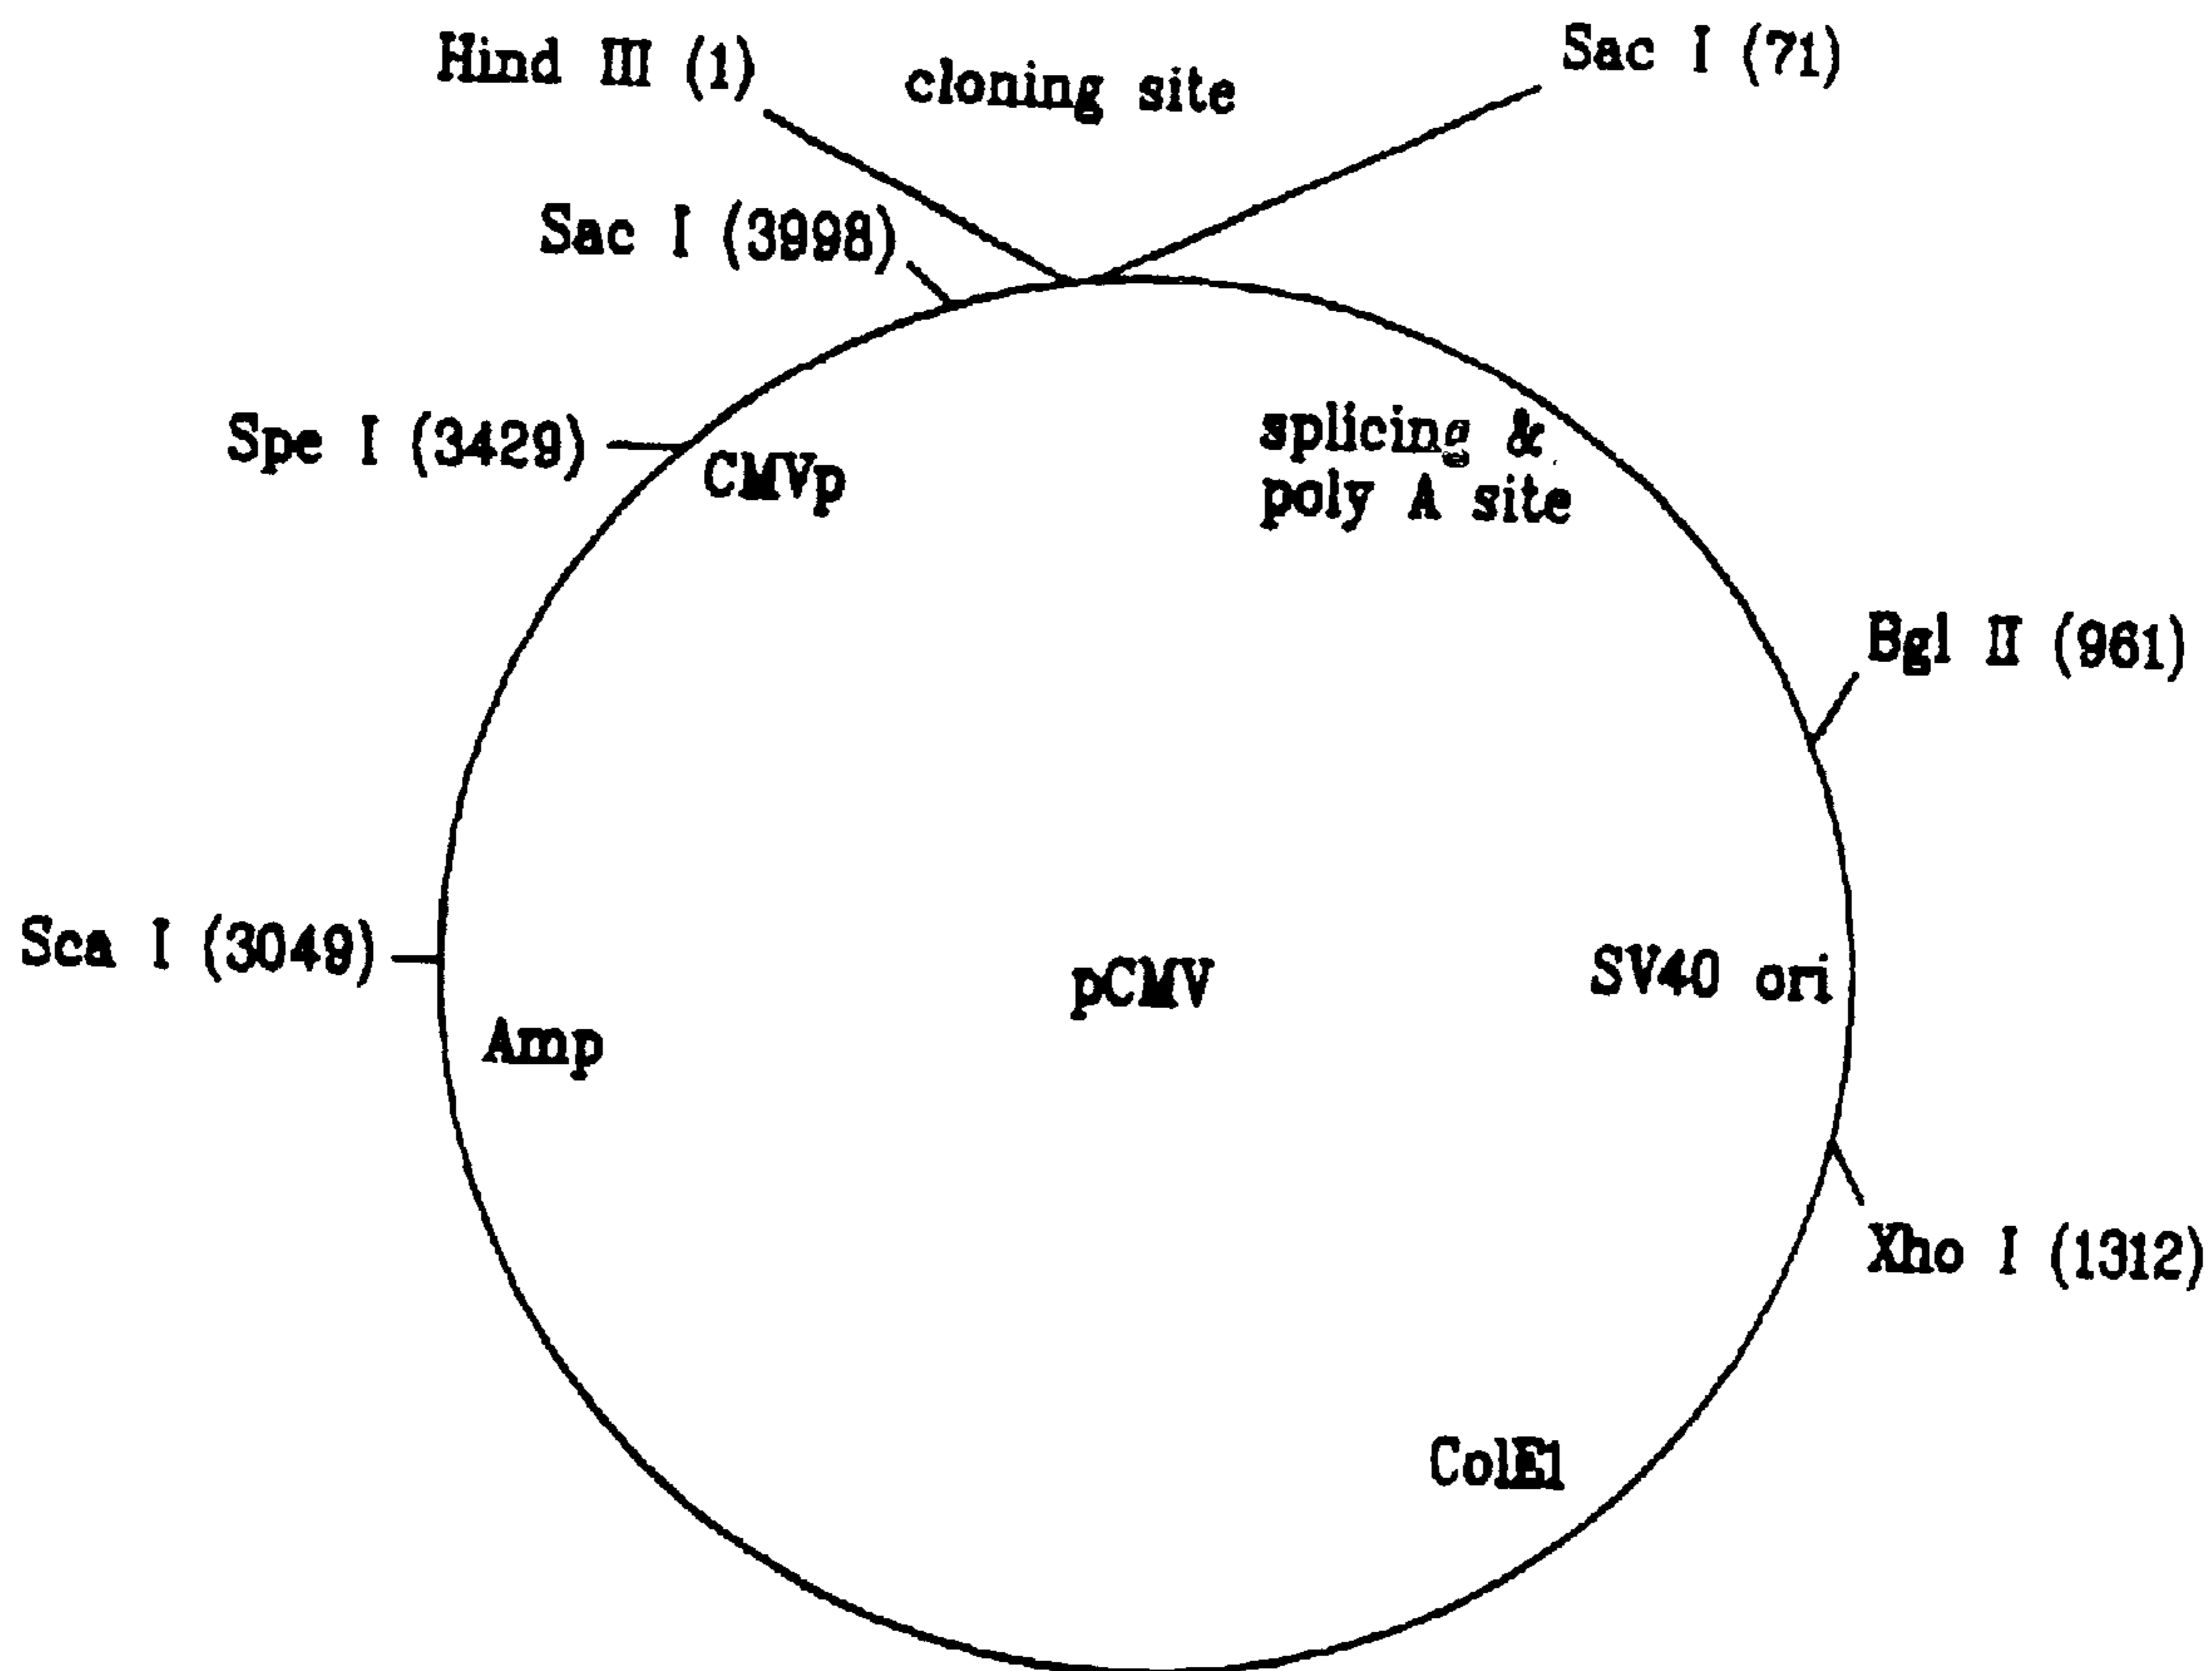 Hind III (1)
cloning site
Sac I (71)
Sac I (3998)
Spe I (3429)
CMVp
splicing &
poly A site
Bgl II (961)
Sca I (3049)
pCMV
SV40 ori
Amp
Xho I (1312)
ColE1